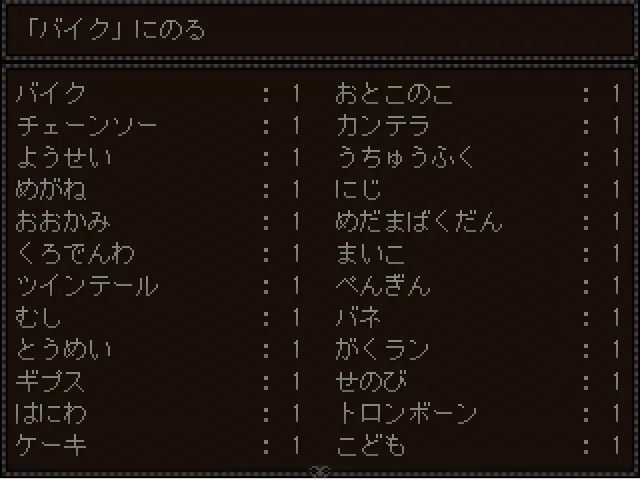 「バイク」にのる
バイク : 1 おとこのこ : 1
チェーンソー : 1 カンテラ : 1
ようせい : 1 うちゅうふく : 1
めがね : 1 にじ : 1
おおかみ : 1 めだまばくだん : 1
くろでんわ : 1 まいこ : 1
ツインテール : 1 ぺんぎん : 1
むし : 1 バネ : 1
とうめい : 1 がくラン : 1
ギプス : 1 せのび : 1
はにわ : 1 トロンボーン : 1
ケーキ : 1 こども : 1